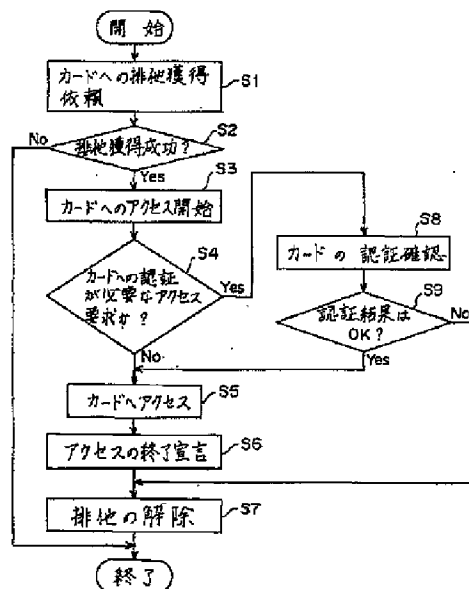 開始
カードへの排他獲得
依頼
S1
S2
No
排他獲得成功?
Yes
S3
カードへのアクセス開始
S4
カードへの認証
が必要なアクセス
要求か?
Yes
No
S8
カードの認証確認
S9
認証結果は
OK?
No
Yes
S5
カードへアクセス
S6
アクセスの終了宣言
S7
排他の解除
終了